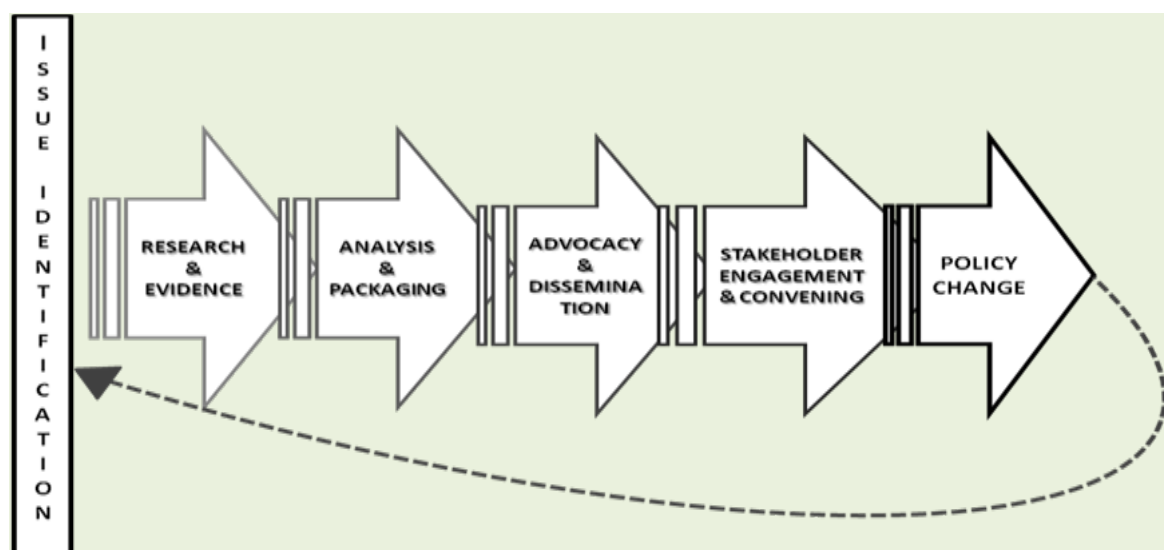 ISSUE IDENTIFICATION
RESEARCH
&
EVIDENCE
ANALYSIS
&
PACKAGING
ADVOCACY
&
DISSEMINA
TION
STAKEHOLDER
ENGAGEMENT
& CONVENING
POLICY
CHANGE